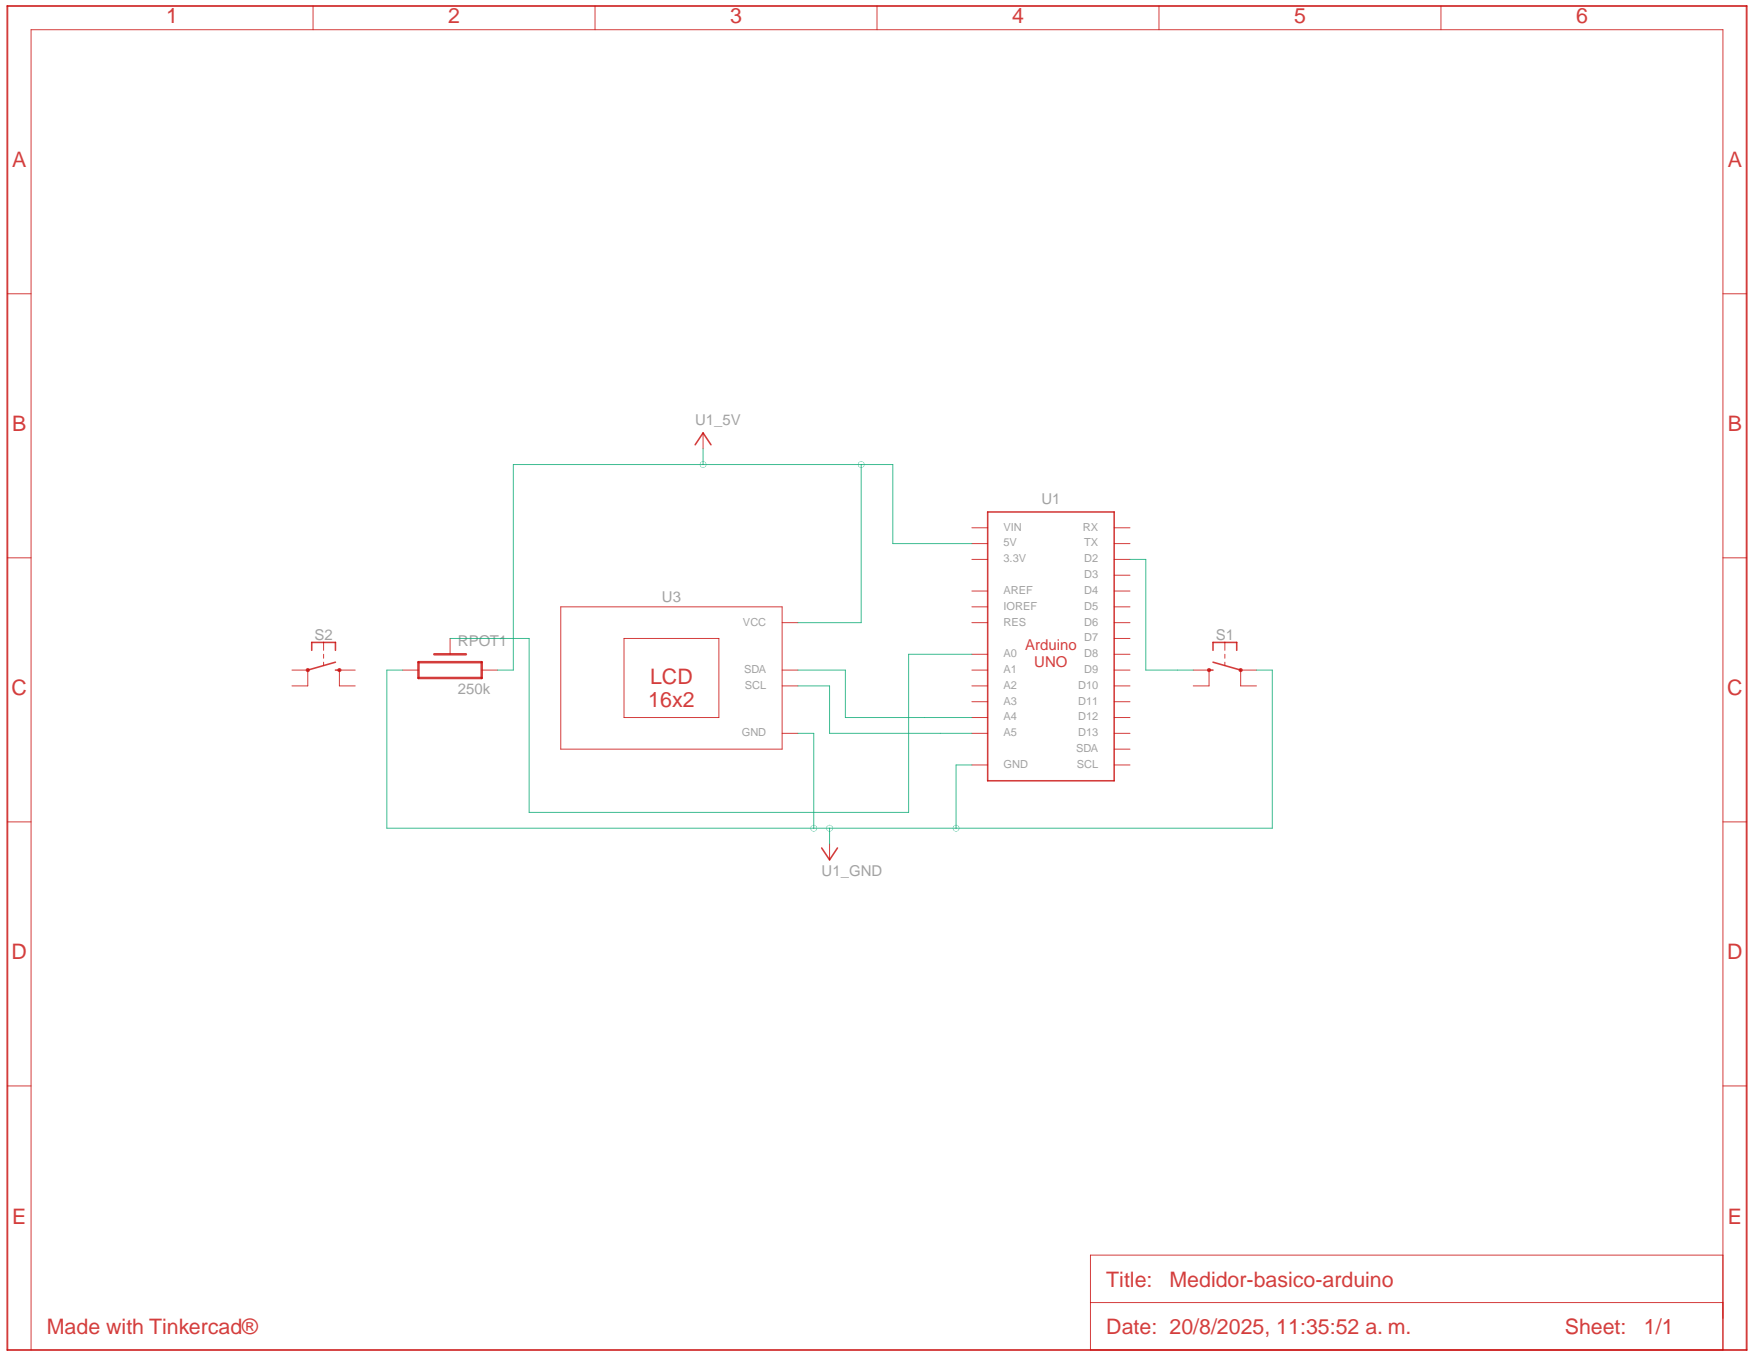 1 2 3 4 5 6
A A
B B
U1_5V
U1
VIN RX
5V TX
3.3V D2
D3
AREF D4
IOREF D5
RES D6
D7
A0 D8
A1 D9
A2 D10
A3 D11
A4 D12
A5 D13
SDA
GND SCL
Arduino
UNO
U3
VCC
SDA
SCL
GND
LCD
16x2
S2
RPOT1
250k
S1
C C
U1_GND
D D
E E
Title: Medidor-basico-arduino
Made with Tinkercad®
Date: 20/8/2025, 11:35:52 a. m. Sheet: 1/1